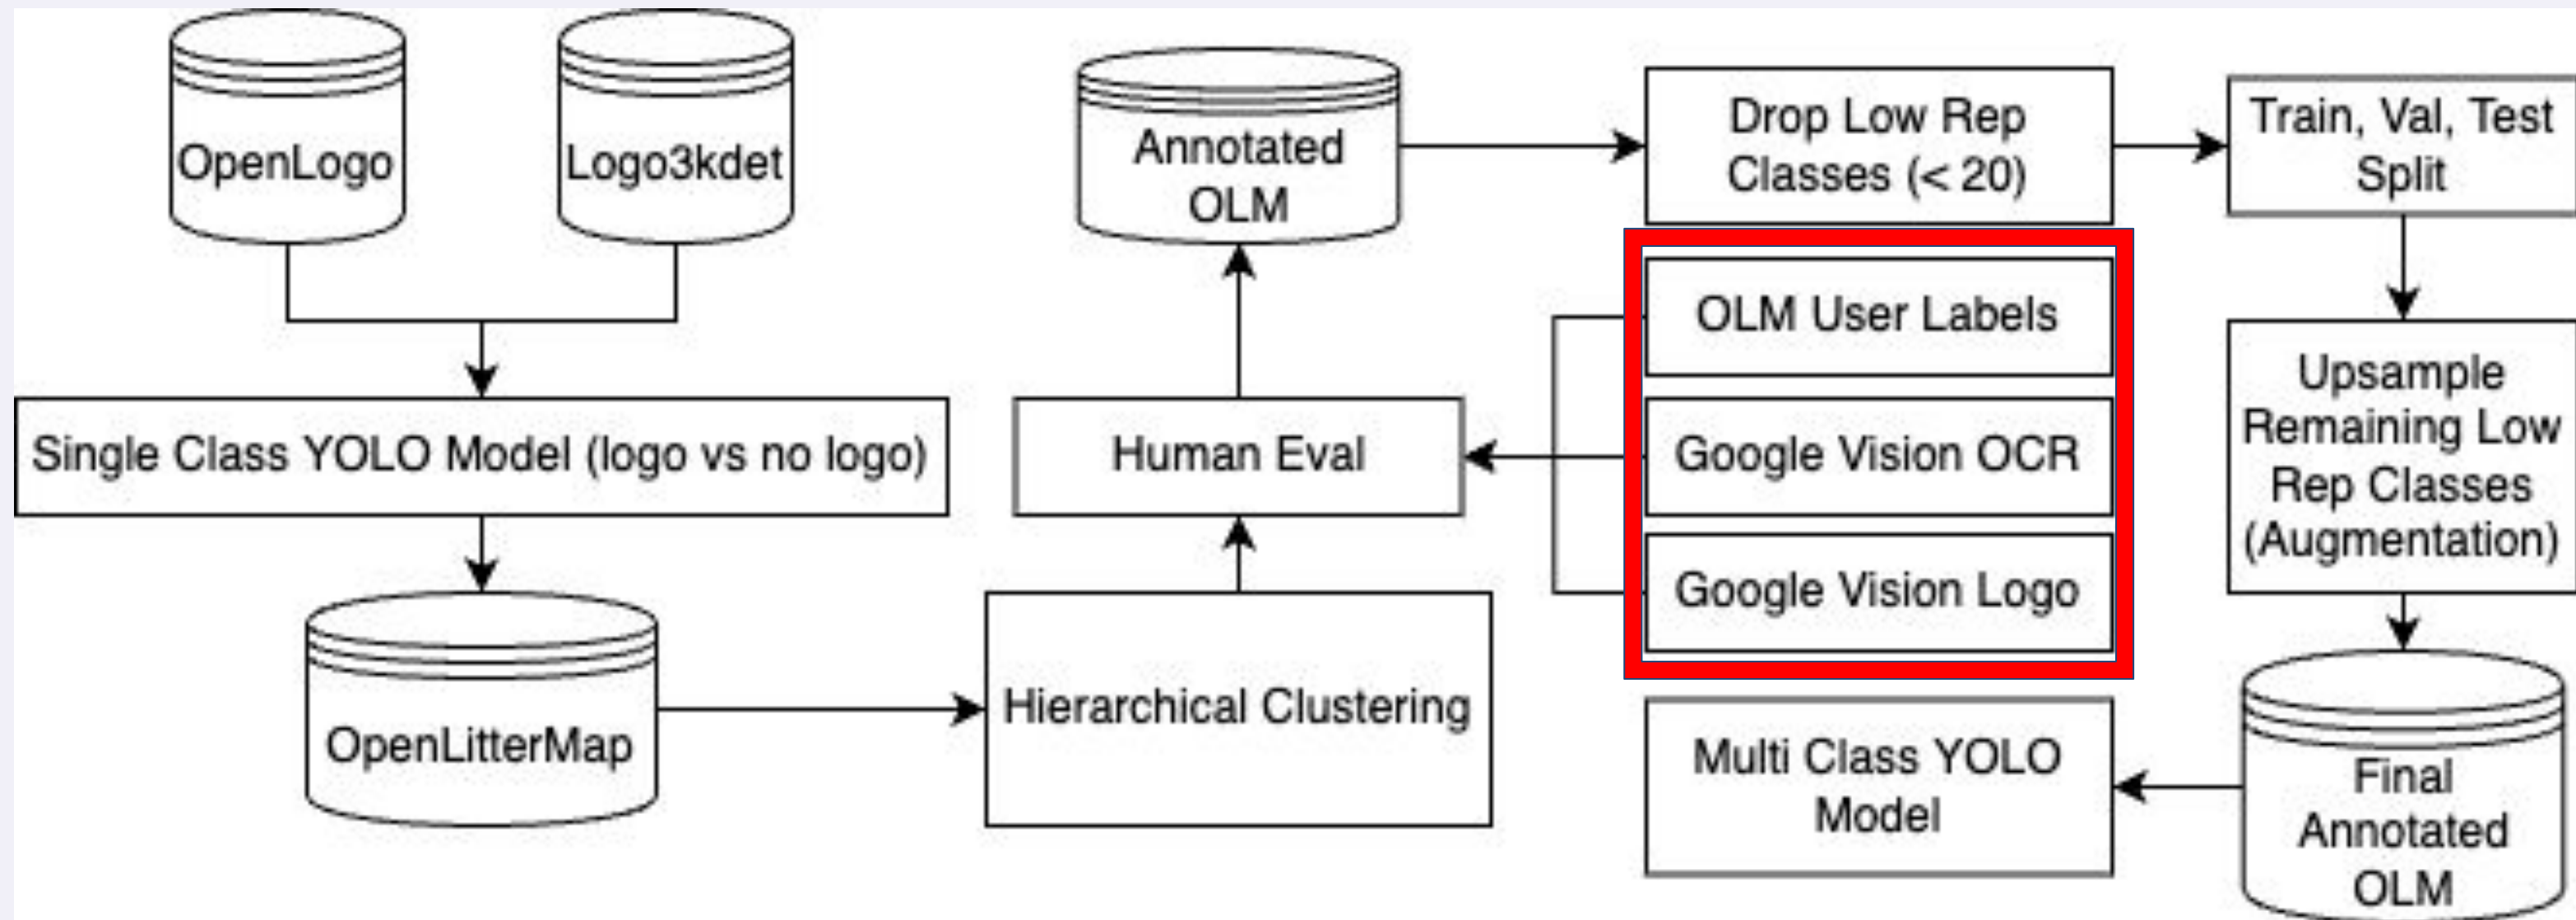 OpenLogo
Logo3kdet
Single Class YOLO Model (logo vs no logo)
OpenLitterMap
Hierarchical Clustering
Human Eval
Annotated
OLM
OLM User Labels
Google Vision OCR
Google Vision Logo
Drop Low Rep
Classes (< 20)
Train, Val, Test
Split
Upsample
Remaining Low
Rep Classes
(Augmentation)
Final
Annotated
OLM
Multi Class YOLO
Model